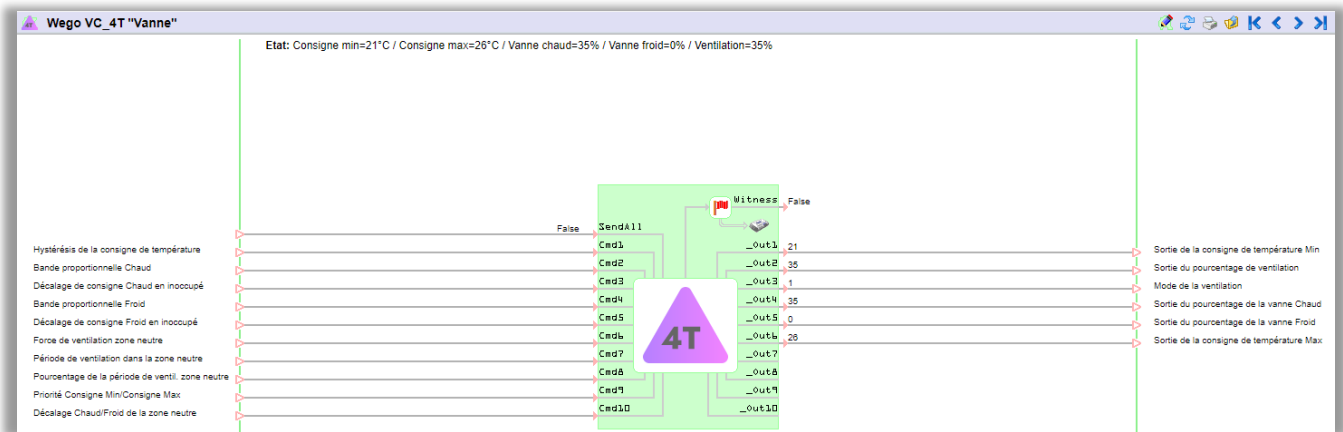 4T Wego VC_4T "Vanne"
Etat: Consigne min=21°C / Consigne max=26°C / Vanne chaud=35% / Vanne froid=0% / Ventilation=35%
Witness False
False SendAll
Hystérésis de la consigne de température Cmd1 _Out1 21 Sortie de la consigne de température Min
Bande proportionnelle Chaud Cmd2 _Out2 35 Sortie du pourcentage de ventilation
Décalage de consigne Chaud en inoccupé Cmd3 _Out3 1 Mode de la ventilation
Bande proportionnelle Froid Cmd4 _Out4 35 Sortie du pourcentage de la vanne Chaud
Décalage de consigne Froid en inoccupé Cmd5 _Out5 0 Sortie du pourcentage de la vanne Froid
Force de ventilation zone neutre Cmd6 4T _Out6 26 Sortie de la consigne de température Max
Période de ventilation dans la zone neutre Cmd7 _Out7
Pourcentage de la période de ventil. zone neutre Cmd8 _Out8
Priorité Consigne Min/Consigne Max Cmd9 _Out9
Décalage Chaud/Froid de la zone neutre Cmd10 _Out10